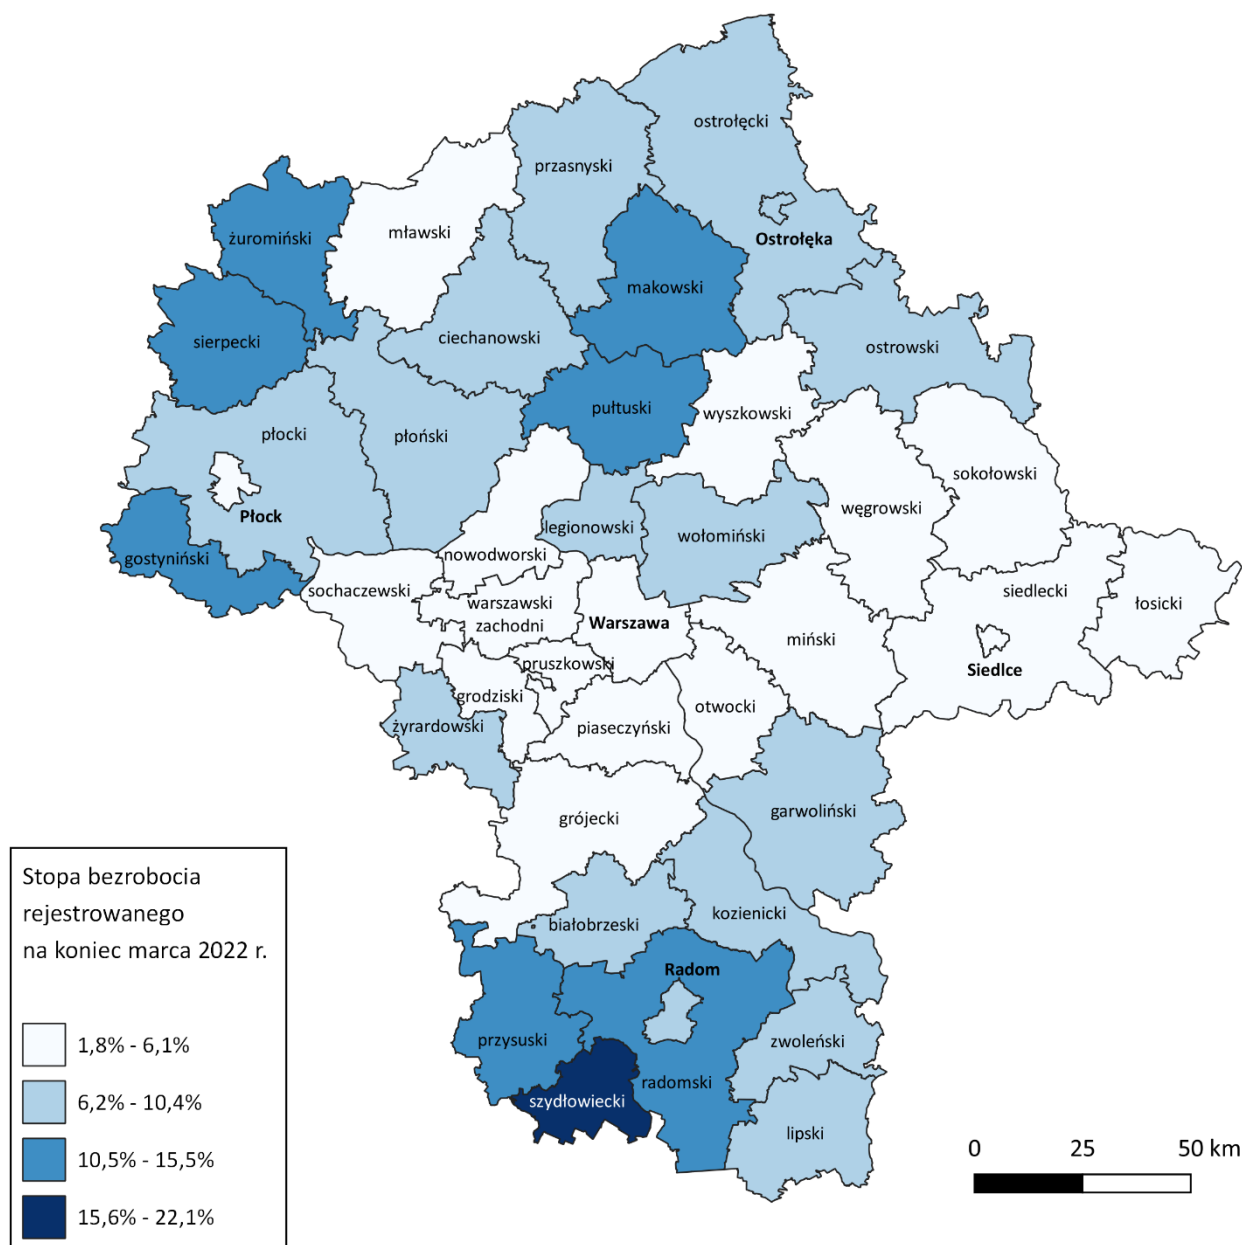 ostrołęcki
przasnyski
żuromiński
mławski
Ostrołęka
makowski
sierpecki
ciechanowski
ostrowski
pułtuski
wyszkowski
płocki
płoński
sokołowski
węgrowski
Płock
legionowski
wołomiński
gostyniński
nowodworski
sochaczewski
siedlecki
łosicki
warszawski
zachodni
Warszawa
miński
pruszkowski
Siedlce
grodziski
otwocki
żyrardowski
piaseczyński
garwoliński
grójecki
białobrzeski
kozienicki
Radom
przysuski
zwoleński
radomski
szydłowiecki
lipski
Stopa bezrobocia
rejestrowanego
na koniec marca 2022 r.
1,8% - 6,1%
6,2% - 10,4%
10,5% - 15,5%
15,6% - 22,1%
0 25 50 km